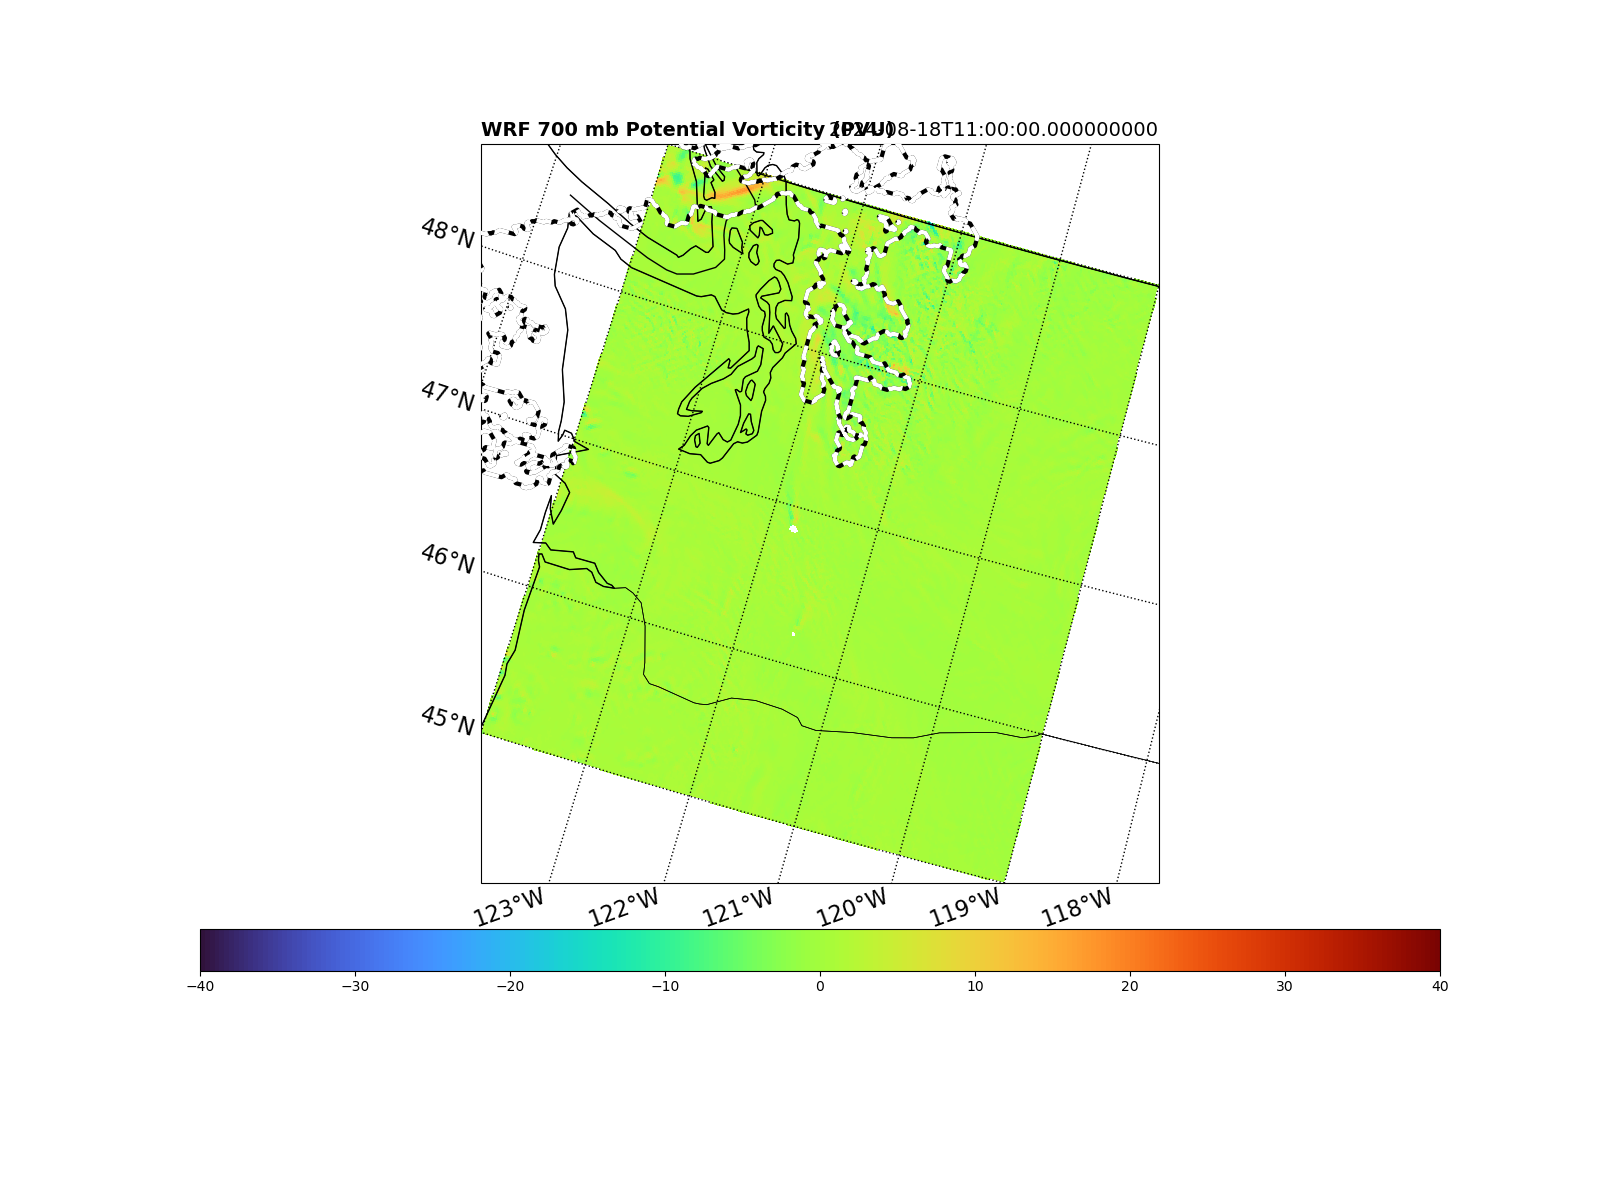 WRF 700 mb Potential Vorticity (PVU) 2024-08-18T11:00:00.000000000
48°N
47°N
46°N
45°N
123°W 122°W 121°W 120°W 119°W 118°W
−40 −30 −20 −10 0 10 20 30 40